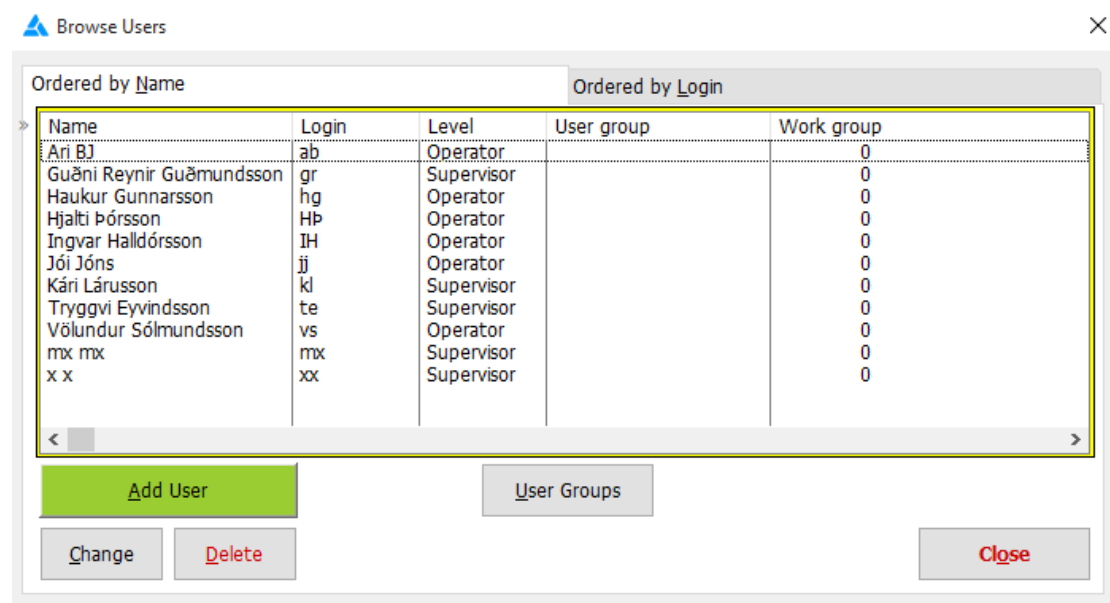 Browse Users
Ordered by Name Ordered by Login
Name Login Level User group Work group
Ari BJ ab Operator 0
Guðni Reynir Guðmundsson gr Supervisor 0
Haukur Gunnarsson hg Operator 0
Hjalti Þórsson HÞ Operator 0
Ingvar Halldórsson IH Operator 0
Jói Jóns jj Operator 0
Kári Lárusson kl Supervisor 0
Tryggvi Eyvindsson te Supervisor 0
Völundur Sólmundsson vs Operator 0
mx mx mx Supervisor 0
x x xx Supervisor 0
Add User User Groups
Change Delete Close